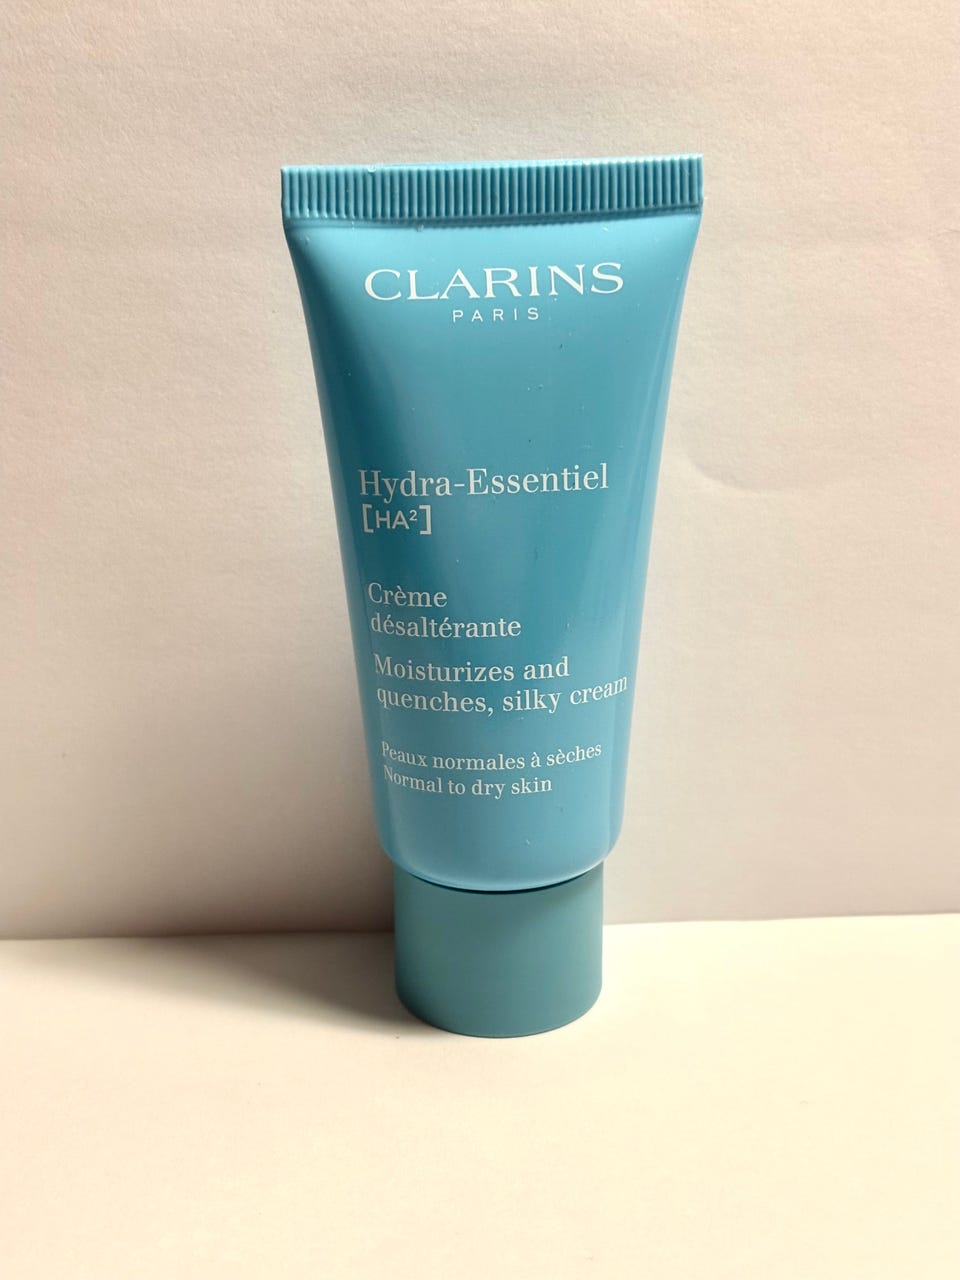 CLARINS
PARIS
Hydra-Essentiel
[HA²]
Crème
désaltérante
Moisturizes and
quenches, silky cream
Peaux normales à sèches
Normal to dry skin